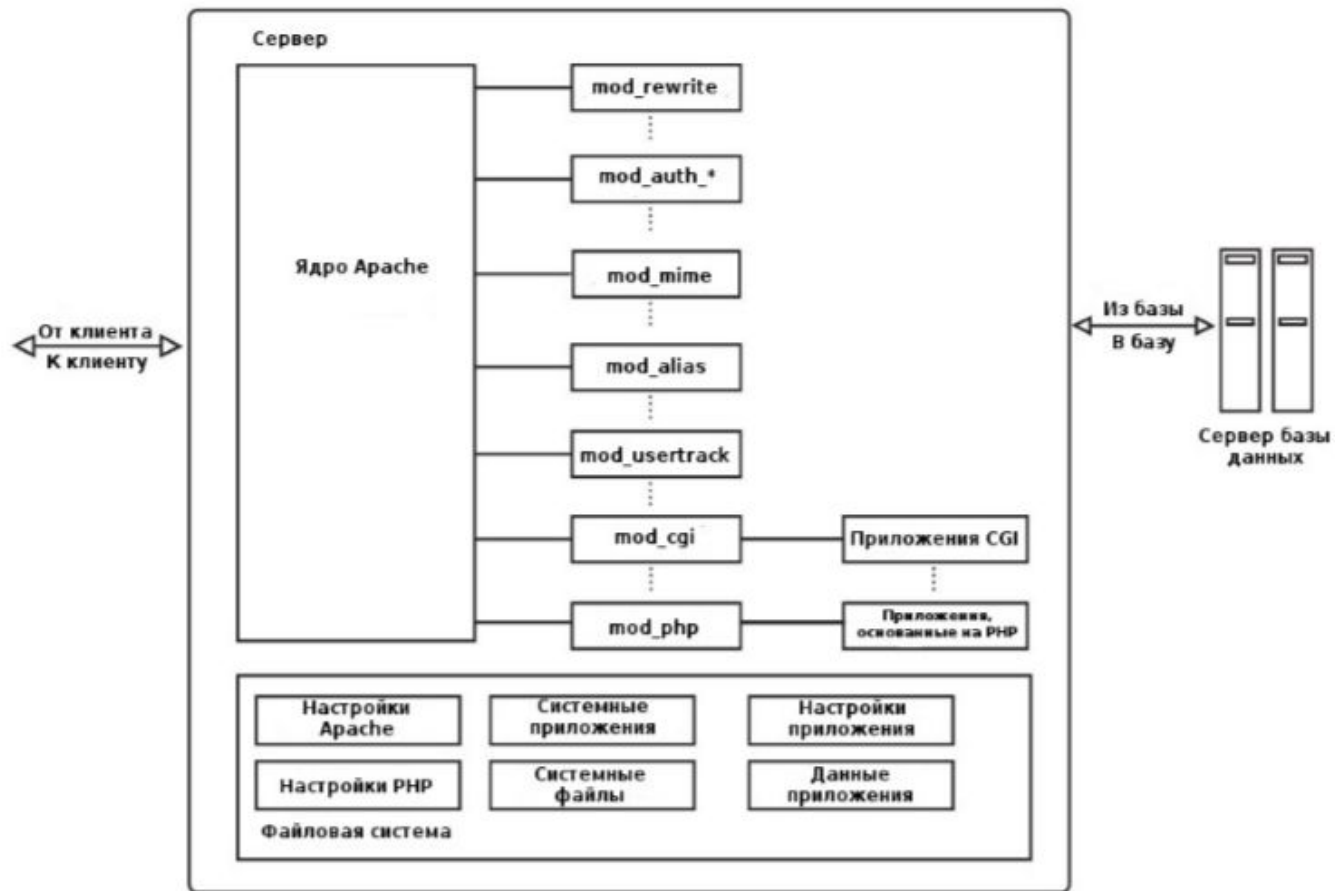 Сервер
Ядро Apache
mod_rewrite
mod_auth_*
mod_mime
mod_alias
mod_usertrack
mod_cgi
Приложения CGI
mod_php
Приложения,
основанные на PHP
От клиента
К клиенту
Из базы
В базу
Сервер базы
данных
Настройки
Apache
Системные
приложения
Настройки
приложения
Настройки PHP
Системные
файлы
Данные
приложения
Файловая система